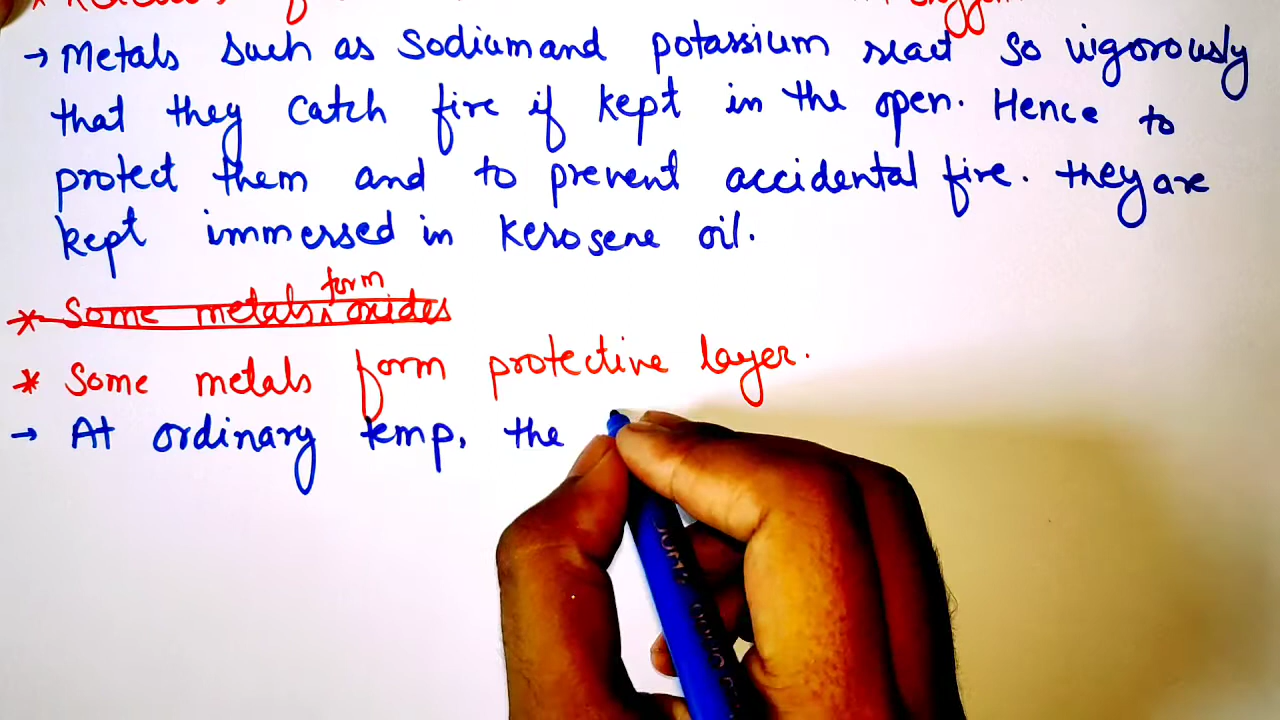 → Metals such as Sodium and potassium react so vigorously
that they catch fire if kept in the open. Hence to
protect them and to prevent accidental fire. they are
kept immersed in kerosene oil.
form
* Some metals ^ oxides
* Some metals form protective layer.
→ At ordinary temp, the